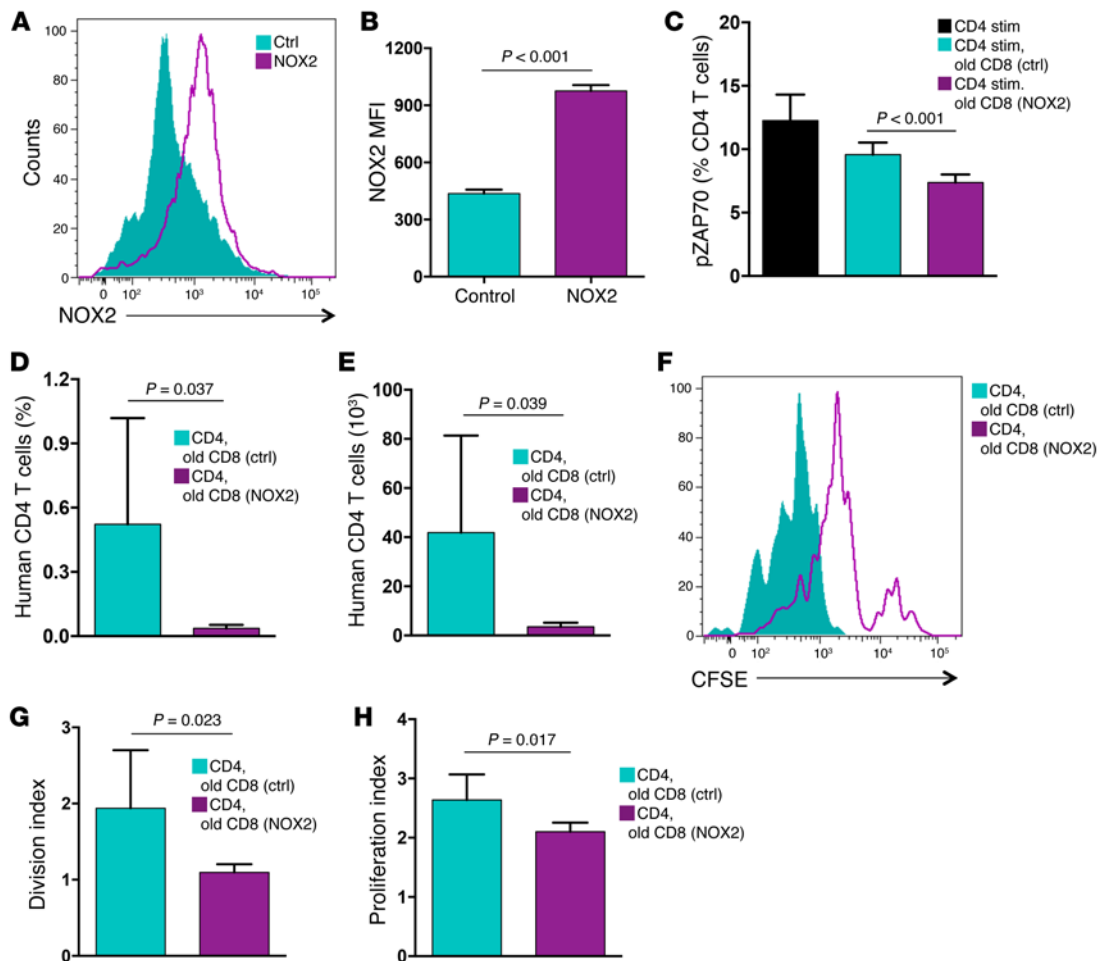 A
Counts
100
80
60
40
20
0
0 10² 10³ 10⁴ 10⁵
NOX2
Ctrl
NOX2
B
NOX2 MFI
1200
900
600
300
0
P < 0.001
Control NOX2
C
pZAP70 (% CD4 T cells)
20
15
10
5
0
P < 0.001
CD4 stim
CD4 stim,
old CD8 (ctrl)
CD4 stim.
old CD8 (NOX2)
D
Human CD4 T cells (%)
1.2
0.9
0.6
0.3
0.0
P = 0.037
CD4,
old CD8 (ctrl)
CD4,
old CD8 (NOX2)
E
Human CD4 T cells (10³)
100
80
60
40
20
0
P = 0.039
CD4,
old CD8 (ctrl)
CD4,
old CD8 (NOX2)
F
100
80
60
40
20
0
0 10² 10³ 10⁴ 10⁵
CFSE
CD4,
old CD8 (ctrl)
CD4,
old CD8 (NOX2)
G
Division index
3
2
1
0
P = 0.023
CD4,
old CD8 (ctrl)
CD4,
old CD8 (NOX2)
H
Proliferation index
4
3
2
1
0
P = 0.017
CD4,
old CD8 (ctrl)
CD4,
old CD8 (NOX2)